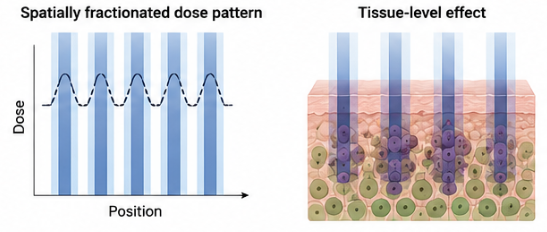 Spatially fractionated dose pattern
Tissue-level effect
Dose
Position